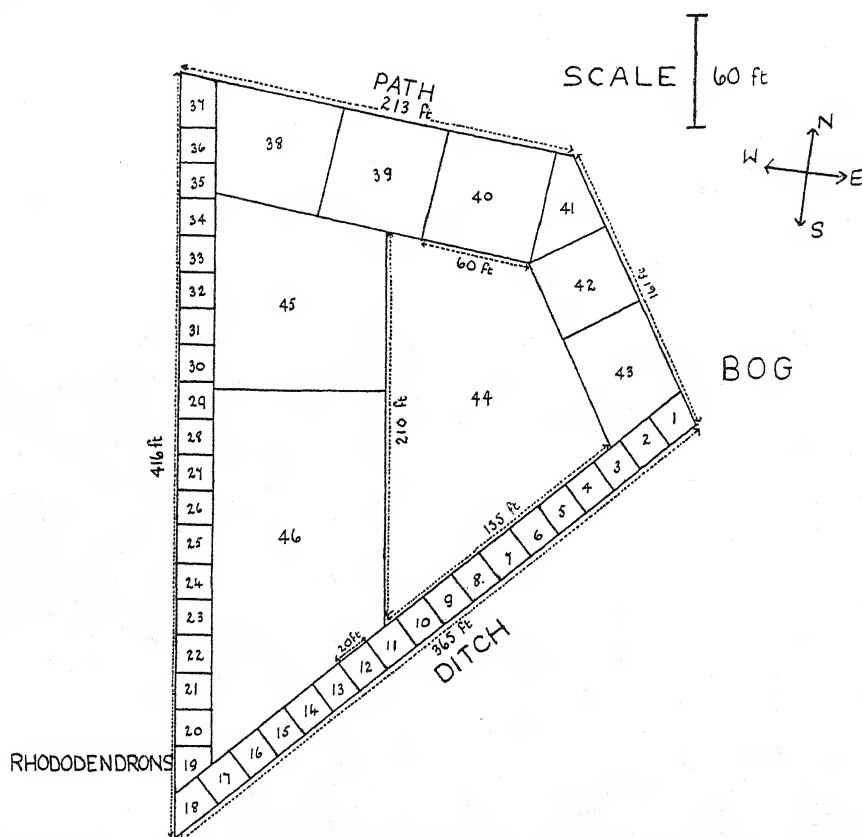 PATH
213 ft
SCALE
60 ft
N
W
E
S
37
36
35
34
33
32
31
30
29
28
27
26
25
24
23
22
21
20
19
18
38
39
40
41
60 ft
42
161 ft
45
44
43
BOG
416 ft
210 ft
46
135 ft
1
2
3
4
5
6
7
8.
9
10
11
12
13
14
15
16
17
20 ft
365 ft
DITCH
RHODODENDRONS